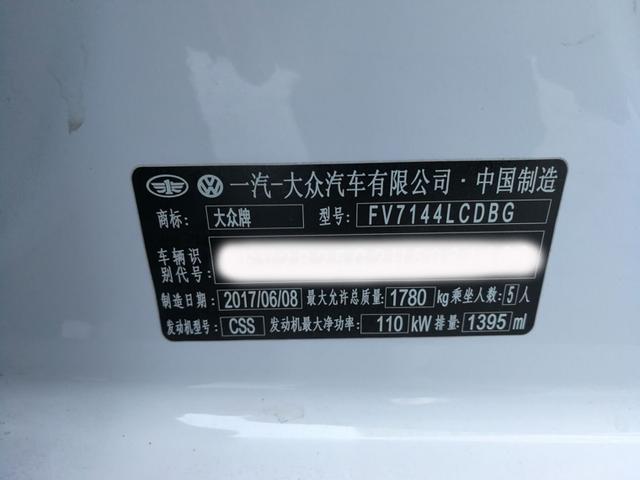 一汽-大众汽车有限公司·中国制造
商标: 大众牌 型号: FV7144LCDBG
车辆识
别代号:
制造日期: 2017/06/08 最大允许总质量: 1780 kg 乘坐人数: 5 人
发动机型号: CSS 发动机最大净功率: 110 kW 排量: 1395 ml